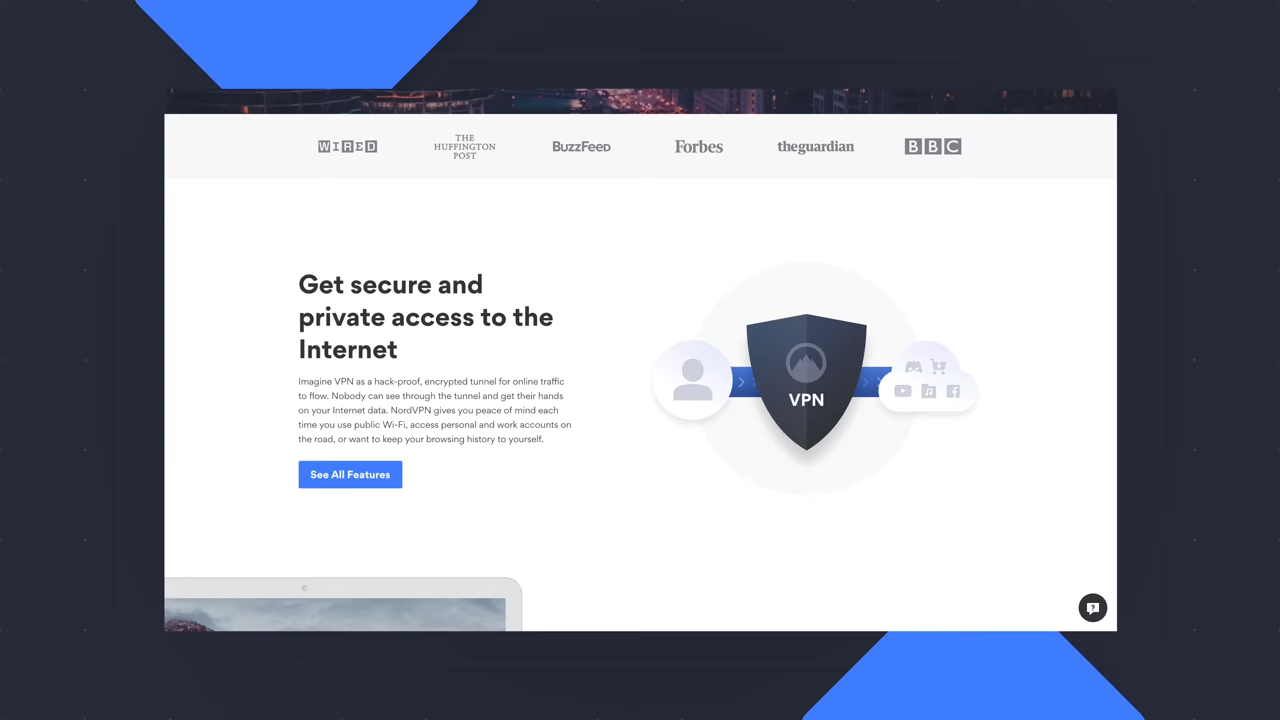 WIRED
THE
HUFFINGTON
POST
BuzzFeed
Forbes
theguardian
BBC
Get secure and
private access to the
Internet
Imagine VPN as a hack-proof, encrypted tunnel for online traffic
to flow. Nobody can see through the tunnel and get their hands
on your Internet data. NordVPN gives you peace of mind each
time you use public Wi-Fi, access personal and work accounts on
the road, or want to keep your browsing history to yourself.
See All Features
VPN